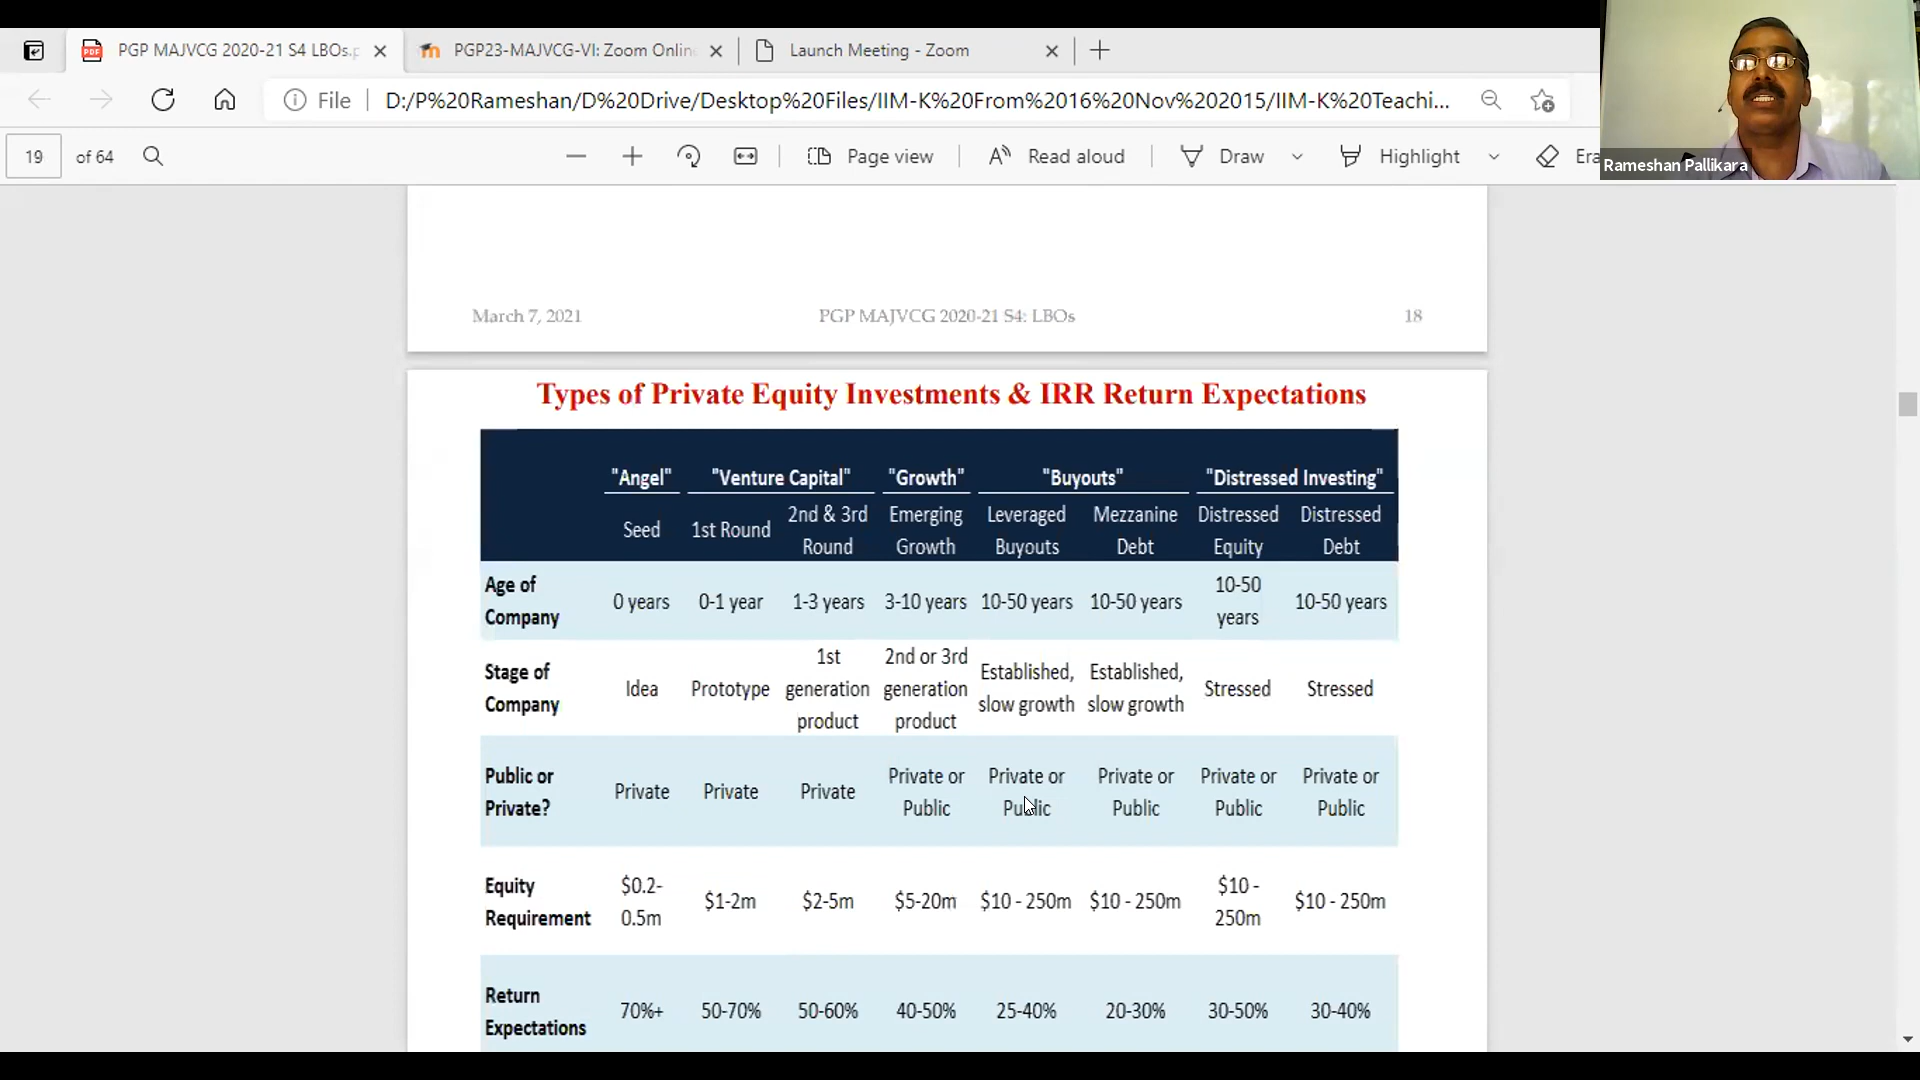 PGP MAJVCG 2020-21 S4 LBOs.p
PGP23-MAJVCG-VI: Zoom Onlin
Launch Meeting - Zoom
File
D:/P%20Rameshan/D%20Drive/Desktop%20Files/IIM-K%20From%2016%20Nov%202015/IIM-K%20Teachi...
19 of 64
Page view
Read aloud
Draw
Highlight
Era
Rameshan Pallikara
March 7, 2021 PGP MAJVCG 2020-21 S4: LBOs 18
Types of Private Equity Investments & IRR Return Expectations
"Angel" "Venture Capital" "Growth" "Buyouts" "Distressed Investing"
Seed 1st Round 2nd & 3rd Round Emerging Growth Leveraged Buyouts Mezzanine Debt Distressed Equity Distressed Debt
Age of Company 0 years 0-1 year 1-3 years 3-10 years 10-50 years 10-50 years 10-50 years 10-50 years
Stage of Company Idea Prototype 1st generation product 2nd or 3rd generation product Established, slow growth Established, slow growth Stressed Stressed
Public or Private? Private Private Private Private or Public Private or Public Private or Public Private or Public Private or Public
Equity Requirement $0.2-0.5m $1-2m $2-5m $5-20m $10 - 250m $10 - 250m $10 - 250m $10 - 250m
Return Expectations 70%+ 50-70% 50-60% 40-50% 25-40% 20-30% 30-50% 30-40%